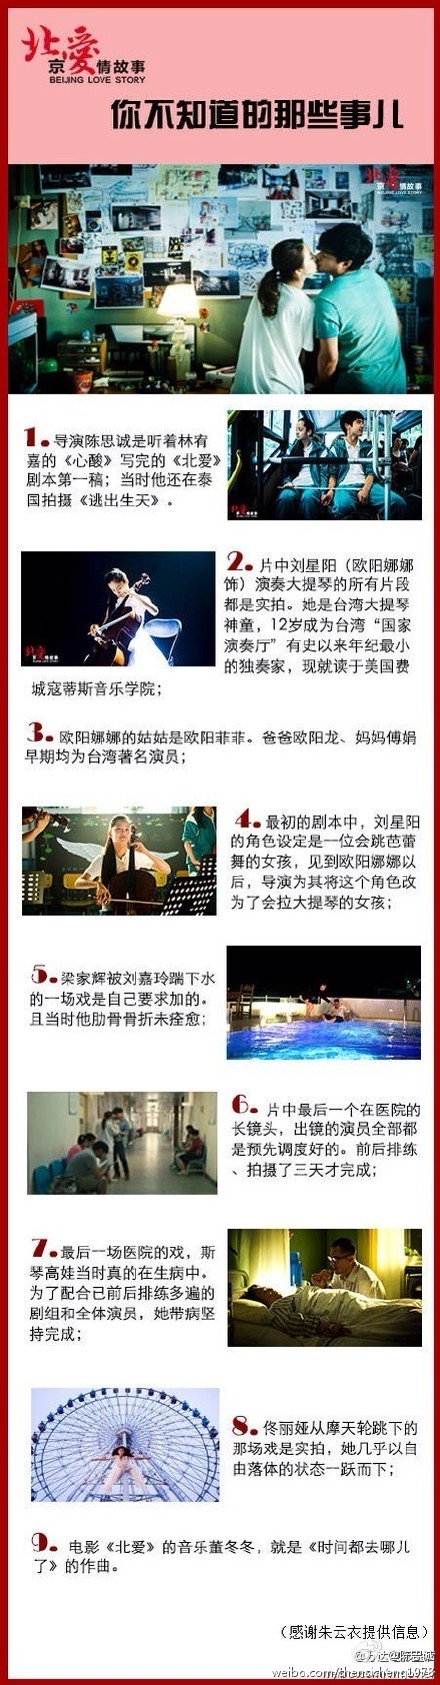 北京爱情故事
BEIJING LOVE STORY
你不知道的那些事儿
北京爱情故事
1. 导演陈思诚是听着林宥
嘉的《心酸》写完的《北爱》
剧本第一稿；当时他还在泰
国拍摄《逃出生天》。
2. 片中刘星阳（欧阳娜娜
饰）演奏大提琴的所有片段
都是实拍。她是台湾大提琴
神童，12岁成为台湾“国家
演奏厅”有史以来年纪最小
的独奏家，现就读于美国费
城寇蒂斯音乐学院；
3. 欧阳娜娜的姑姑是欧阳菲菲。爸爸欧阳龙、妈妈傅娟
早期均为台湾著名演员；
4. 最初的剧本中，刘星阳
的角色设定是一位会跳芭蕾
舞的女孩，见到欧阳娜娜以
后，导演为其将这个角色改
为了会拉大提琴的女孩；
5. 梁家辉被刘嘉玲踹下水
的一场戏是自己要求加的。
且当时他肋骨骨折未痊愈；
6. 片中最后一个在医院的
长镜头，出镜的演员全部都
是预先调度好的。前后排练
、拍摄了三天才完成；
7. 最后一场医院的戏，斯
琴高娃当时真的在生病中。
为了配合已前后排练多遍的
剧组和全体演员，她带病坚
持完成；
8. 佟丽娅从摩天轮跳下的
那场戏是实拍，她几乎以自
由落体的状态一跃而下；
9. 电影《北爱》的音乐董冬冬，就是《时间都去哪儿
了》的作曲。
（感谢朱云衣提供信息）